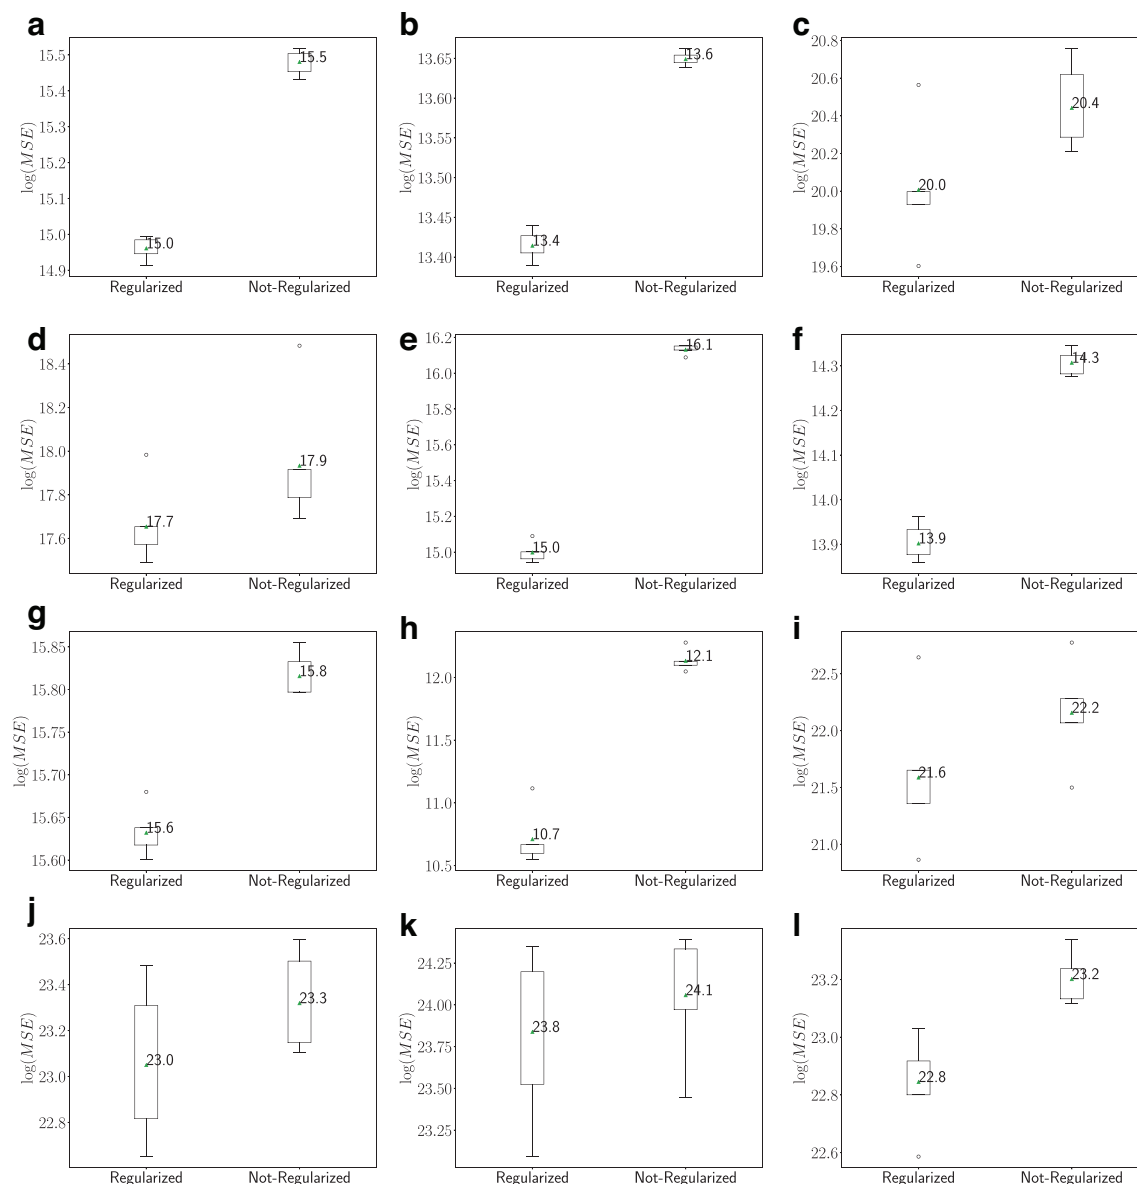 a
15.5
15.4
15.3
15.2
15.1
15.0
14.9
log(MSE)
15.0
15.5
Regularized Not-Regularized
b
13.65
13.60
13.55
13.50
13.45
13.40
log(MSE)
13.4
13.6
Regularized Not-Regularized
c
20.8
20.6
20.4
20.2
20.0
19.8
19.6
log(MSE)
20.0
20.4
Regularized Not-Regularized
d
18.4
18.2
18.0
17.8
17.6
log(MSE)
17.7
17.9
Regularized Not-Regularized
e
16.2
16.0
15.8
15.6
15.4
15.2
15.0
log(MSE)
15.0
16.1
Regularized Not-Regularized
f
14.3
14.2
14.1
14.0
13.9
log(MSE)
13.9
14.3
Regularized Not-Regularized
g
15.85
15.80
15.75
15.70
15.65
15.60
log(MSE)
15.6
15.8
Regularized Not-Regularized
h
12.0
11.5
11.0
10.5
log(MSE)
10.7
12.1
Regularized Not-Regularized
i
22.5
22.0
21.5
21.0
log(MSE)
21.6
22.2
Regularized Not-Regularized
j
23.6
23.4
23.2
23.0
22.8
log(MSE)
23.0
23.3
Regularized Not-Regularized
k
24.25
24.00
23.75
23.50
23.25
log(MSE)
23.8
24.1
Regularized Not-Regularized
l
23.2
23.0
22.8
22.6
log(MSE)
22.8
23.2
Regularized Not-Regularized